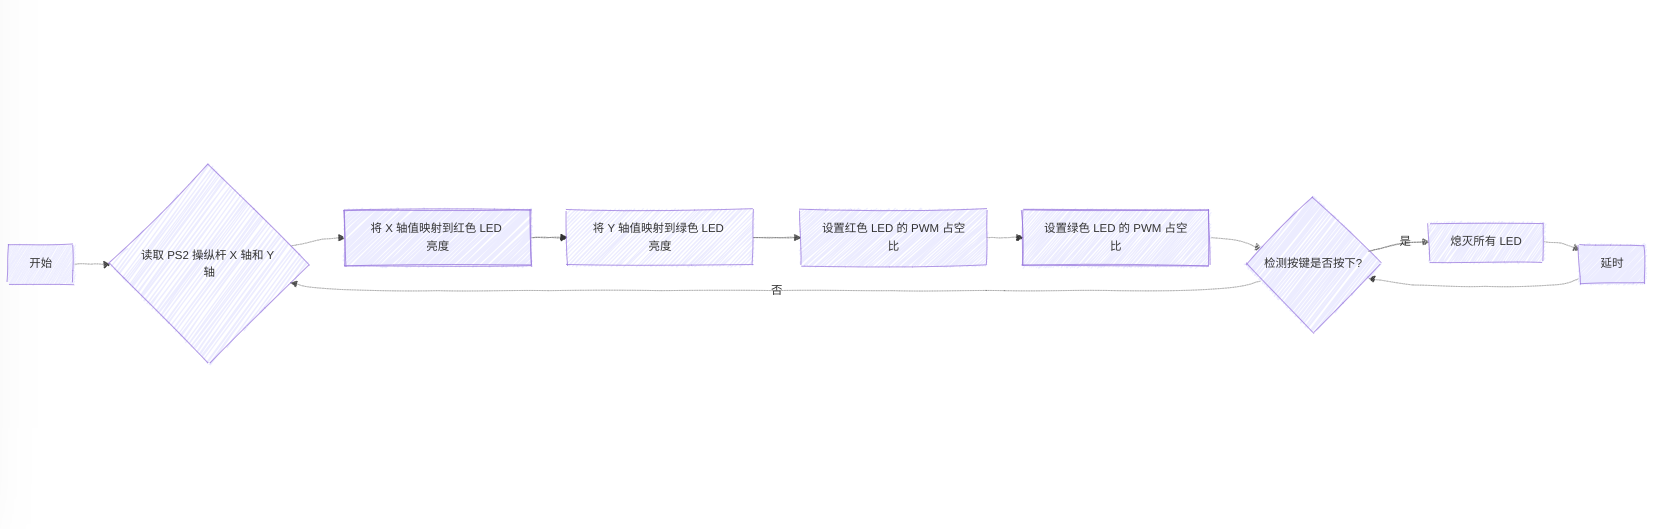 开始
读取 PS2 操纵杆 X 轴和 Y
轴
将 X 轴值映射到红色 LED
亮度
将 Y 轴值映射到绿色 LED
亮度
设置红色 LED 的 PWM 占空
比
设置绿色 LED 的 PWM 占空
比
检测按键是否按下?
是
熄灭所有 LED
延时
否